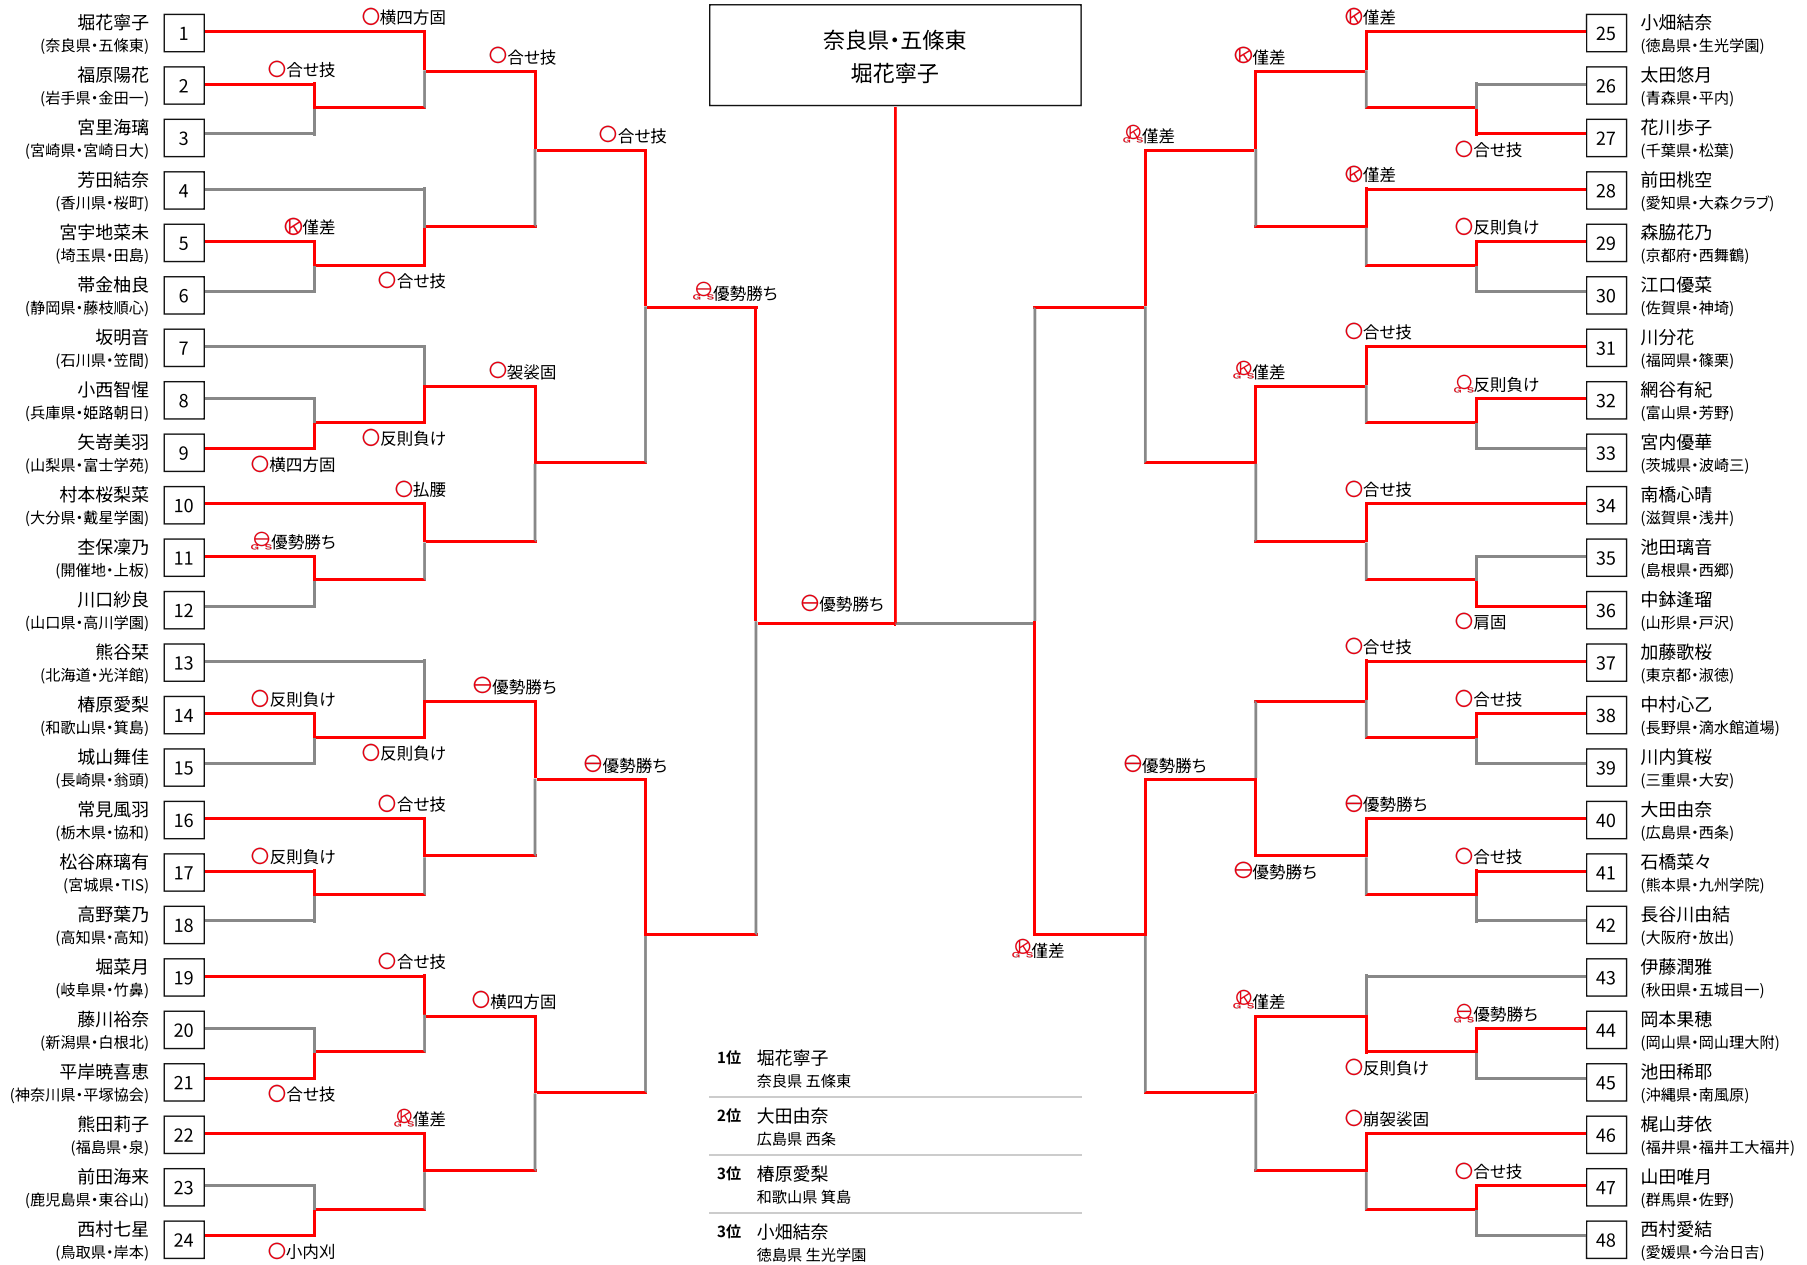 奈良県・五條東
堀花寧子
堀花寧子
(奈良県・五條東)
1
福原陽花
(岩手県・金田一)
2
宮里海璃
(宮崎県・宮崎日大)
3
芳田結奈
(香川県・桜町)
4
宮宇地菜未
(埼玉県・田島)
5
帯金柚良
(静岡県・藤枝順心)
6
坂明音
(石川県・笠間)
7
小西智惺
(兵庫県・姫路朝日)
8
矢嵜美羽
(山梨県・富士学苑)
9
村本桜梨菜
(大分県・戴星学園)
10
杢保凜乃
(開催地・上板)
11
川口紗良
(山口県・高川学園)
12
熊谷栞
(北海道・光洋館)
13
椿原愛梨
(和歌山県・箕島)
14
城山舞佳
(長崎県・翁頭)
15
常見風羽
(栃木県・協和)
16
松谷麻璃有
(宮城県・TIS)
17
高野葉乃
(高知県・高知)
18
堀菜月
(岐阜県・竹鼻)
19
藤川裕奈
(新潟県・白根北)
20
平岸暁喜恵
(神奈川県・平塚協会)
21
熊田莉子
(福島県・泉)
22
前田海来
(鹿児島県・東谷山)
23
西村七星
(鳥取県・岸本)
24
横四方固
合せ技
合せ技
合せ技
K僅差
合せ技
GS優勢勝ち
袈裟固
反則負け
横四方固
払腰
GS優勢勝ち
優勢勝ち
優勢勝ち
反則負け
反則負け
優勢勝ち
合せ技
反則負け
合せ技
横四方固
合せ技
K GS僅差
小内刈
K僅差
K僅差
K GS僅差
合せ技
K僅差
反則負け
合せ技
K GS僅差
GS反則負け
合せ技
肩固
合せ技
合せ技
優勢勝ち
優勢勝ち
優勢勝ち
合せ技
K GS僅差
K GS僅差
GS優勢勝ち
反則負け
崩袈裟固
合せ技
25
小畑結奈
(徳島県・生光学園)
26
太田悠月
(青森県・平内)
27
花川歩子
(千葉県・松葉)
28
前田桃空
(愛知県・大森クラブ)
29
森脇花乃
(京都府・西舞鶴)
30
江口優菜
(佐賀県・神埼)
31
川分花
(福岡県・篠栗)
32
網谷有紀
(富山県・芳野)
33
宮内優華
(茨城県・波崎三)
34
南橋心晴
(滋賀県・浅井)
35
池田璃音
(島根県・西郷)
36
中鉢逢瑠
(山形県・戸沢)
37
加藤歌桜
(東京都・淑徳)
38
中村心乙
(長野県・滴水館道場)
39
川内箕桜
(三重県・大安)
40
大田由奈
(広島県・西条)
41
石橋菜々
(熊本県・九州学院)
42
長谷川由結
(大阪府・放出)
43
伊藤潤雅
(秋田県・五城目一)
44
岡本果穂
(岡山県・岡山理大附)
45
池田稀耶
(沖縄県・南風原)
46
梶山芽依
(福井県・福井工大福井)
47
山田唯月
(群馬県・佐野)
48
西村愛結
(愛媛県・今治日吉)
1位 堀花寧子
奈良県 五條東
2位 大田由奈
広島県 西条
3位 椿原愛梨
和歌山県 箕島
3位 小畑結奈
徳島県 生光学園